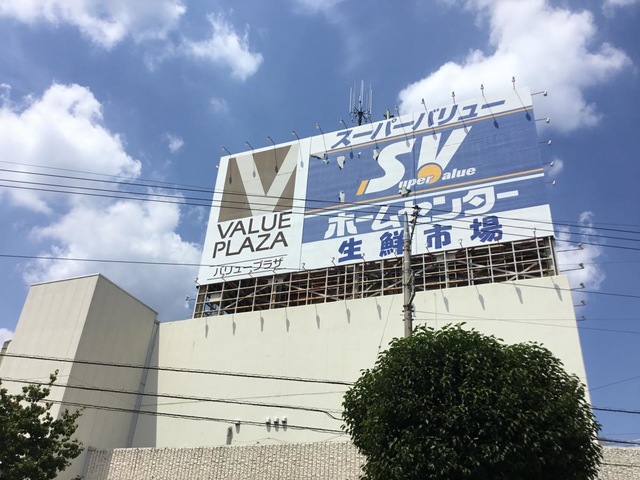 V
VALUE
PLAZA
バリュープラザ
スーパーバリュー
SV
Super Value
ホームセンター
生鮮市場